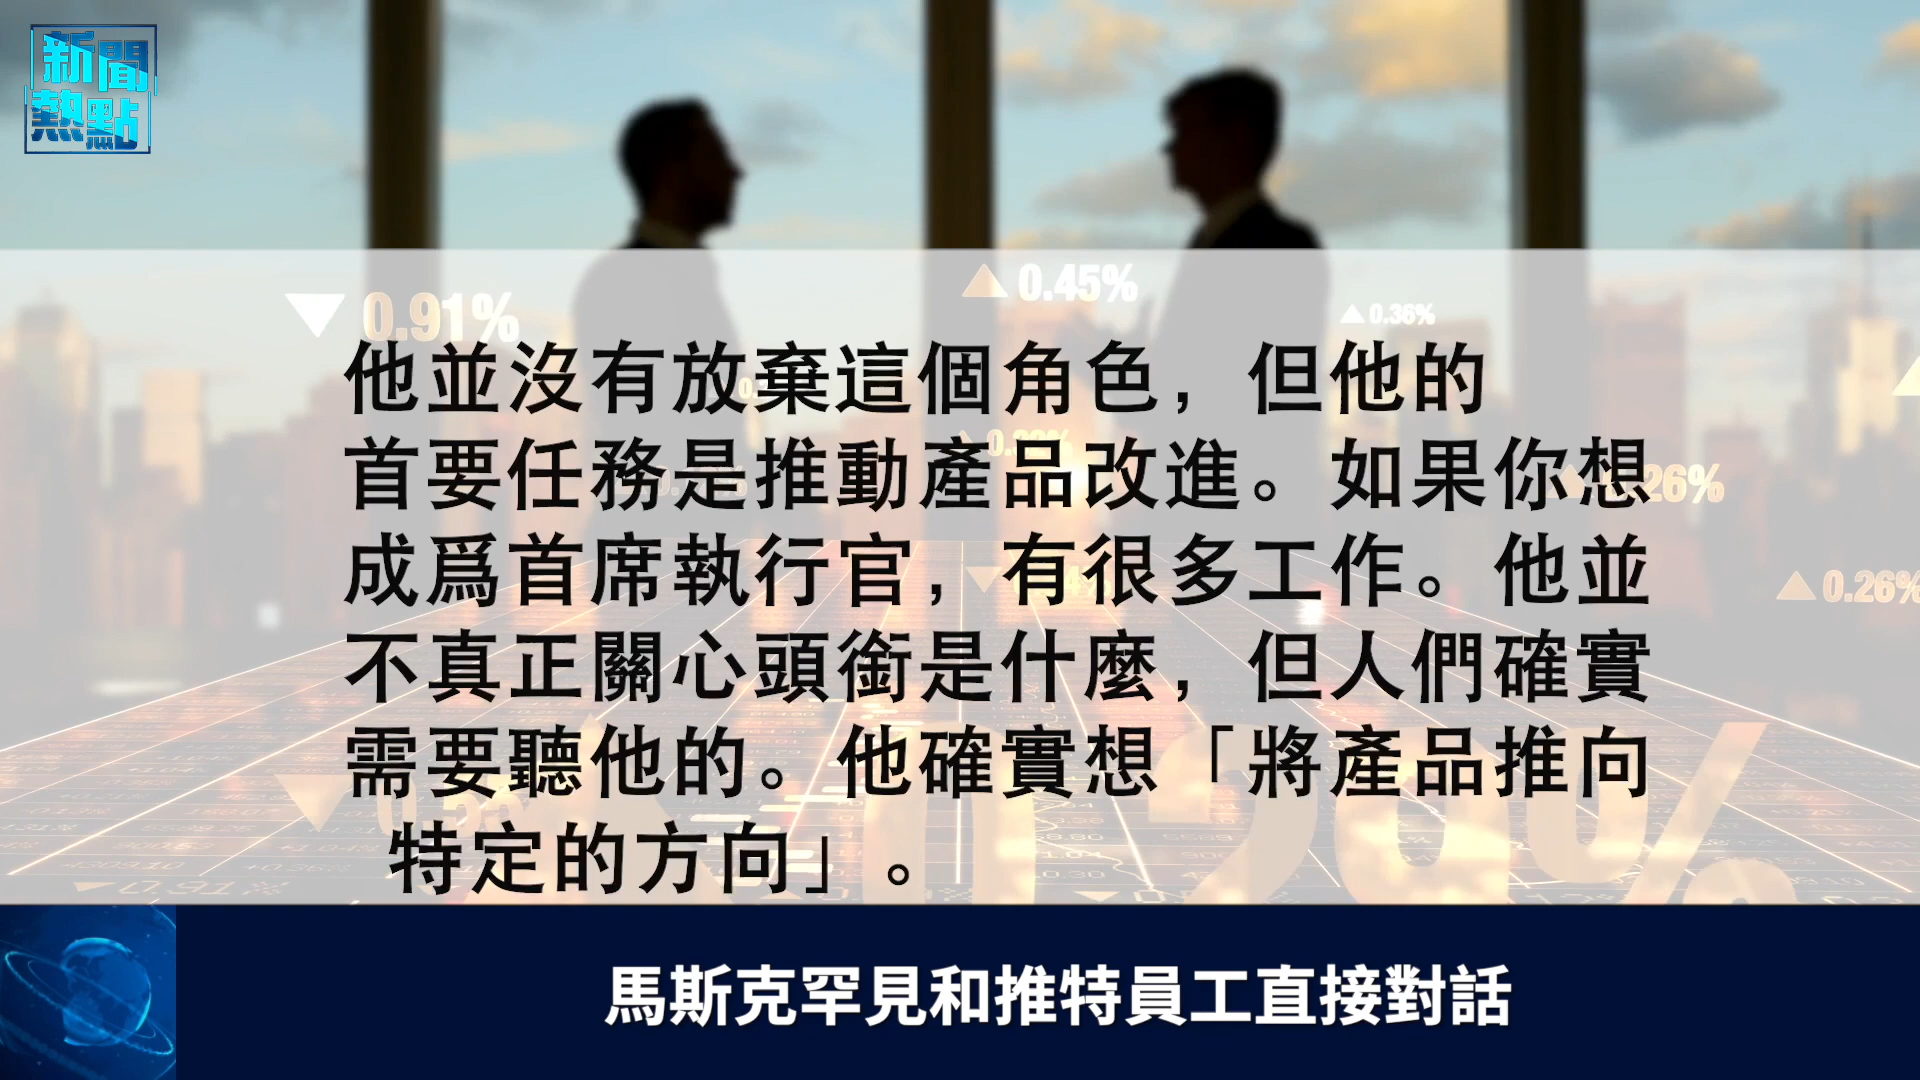 新聞
熱點
0.91%
0.45%
0.36%
他並沒有放棄這個角色，但他的
首要任務是推動產品改進。如果你想
26%
成爲首席執行官，有很多工作。他並
0.26%
不真正關心頭銜是什麼，但人們確實
需要聽他的。他確實想「將產品推向
特定的方向」。
馬斯克罕見和推特員工直接對話